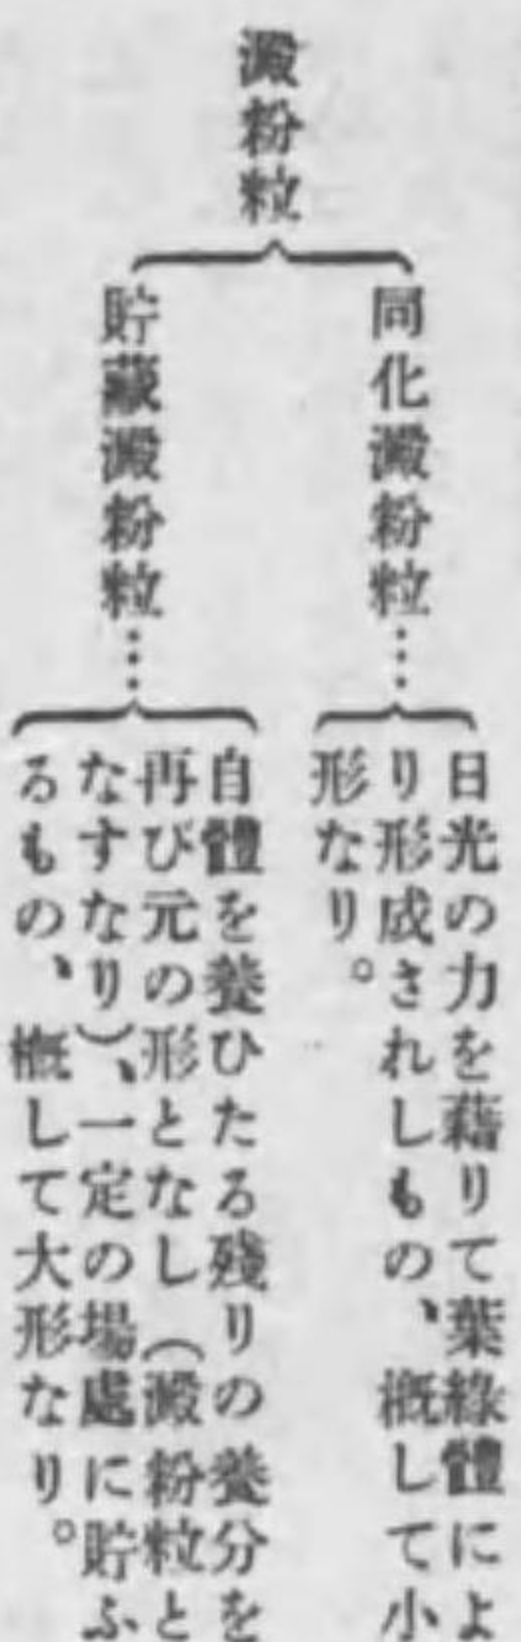 澱粉粒
同化澱粉粒…
日光の力を藉りて葉綠體によ
り形成されしもの、槪して小
形なり。
貯藏澱粉粒…
自體を養ひたる殘りの養分を
再び元の形となし（澱粉粒と
なすなり）、一定の場處に貯ふ
るもの、槪して大形なり。